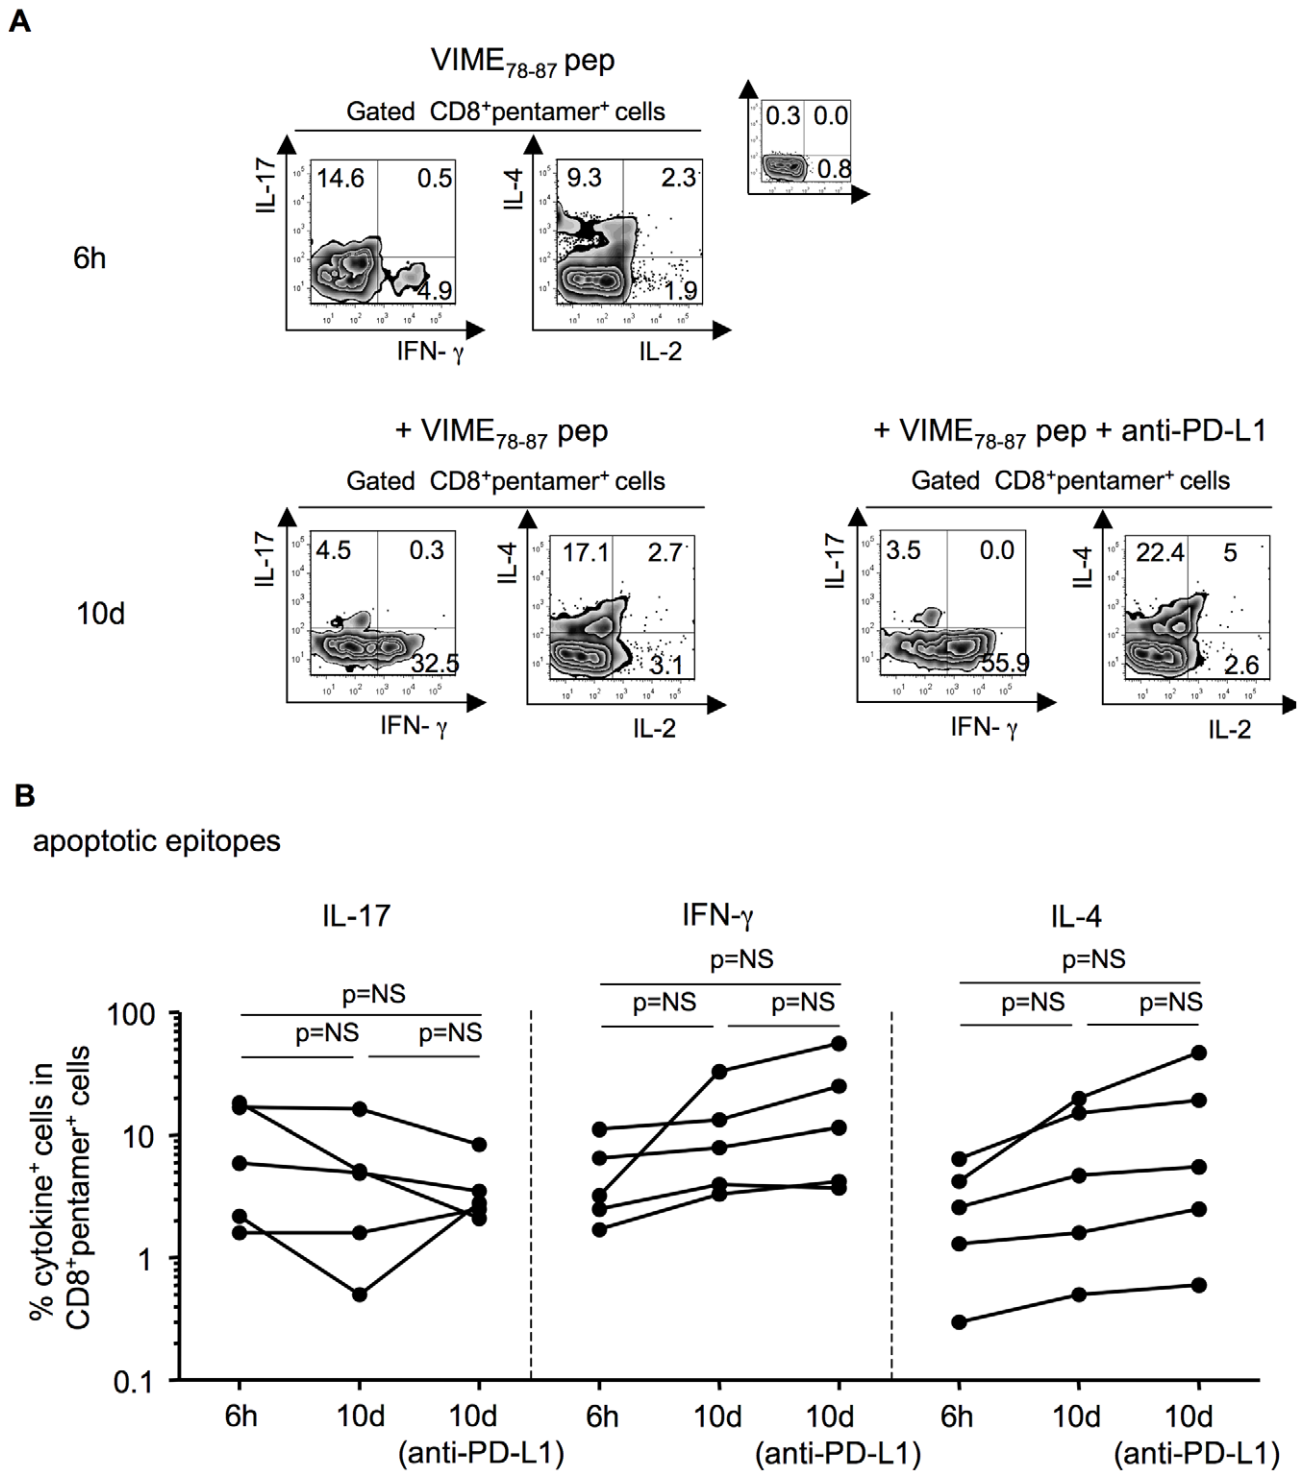 A
VIME78-87 pep
Gated CD8+pentamer+ cells
6h
IL-17
14.6 0.5
4.9
IFN- γ
IL-4
9.3 2.3
1.9
IL-2
0.3 0.0
0.8
+ VIME78-87 pep
Gated CD8+pentamer+ cells
10d
IL-17
4.5 0.3
32.5
IFN- γ
IL-4
17.1 2.7
3.1
IL-2
+ VIME78-87 pep + anti-PD-L1
Gated CD8+pentamer+ cells
IL-17
3.5 0.0
55.9
IFN- γ
IL-4
22.4 5
2.6
IL-2
B
apoptotic epitopes
% cytokine+ cells in
CD8+pentamer+ cells
100
10
1
0.1
IL-17
p=NS
p=NS p=NS
6h 10d 10d
(anti-PD-L1)
IFN-γ
p=NS
p=NS p=NS
6h 10d 10d
(anti-PD-L1)
IL-4
p=NS
p=NS p=NS
6h 10d 10d
(anti-PD-L1)